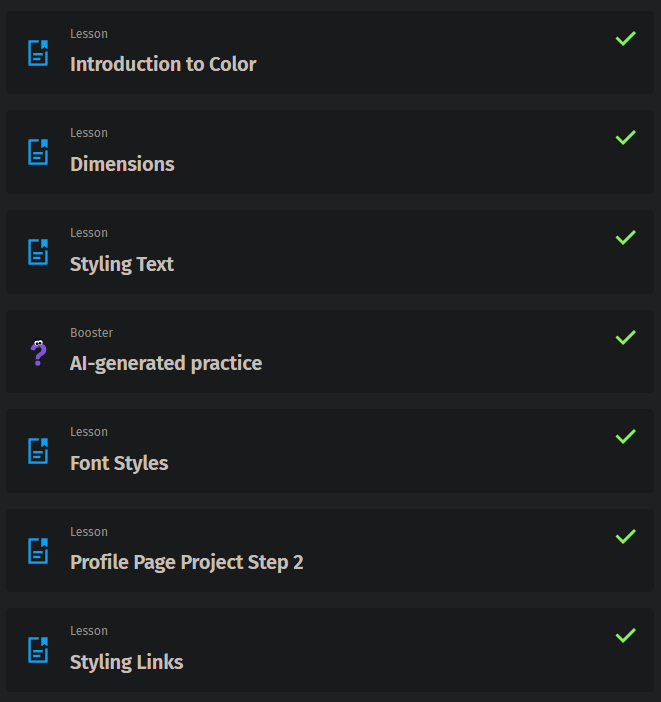 Lesson
Introduction to Color
Lesson
Dimensions
Lesson
Styling Text
Booster
AI-generated practice
Lesson
Font Styles
Lesson
Profile Page Project Step 2
Lesson
Styling Links